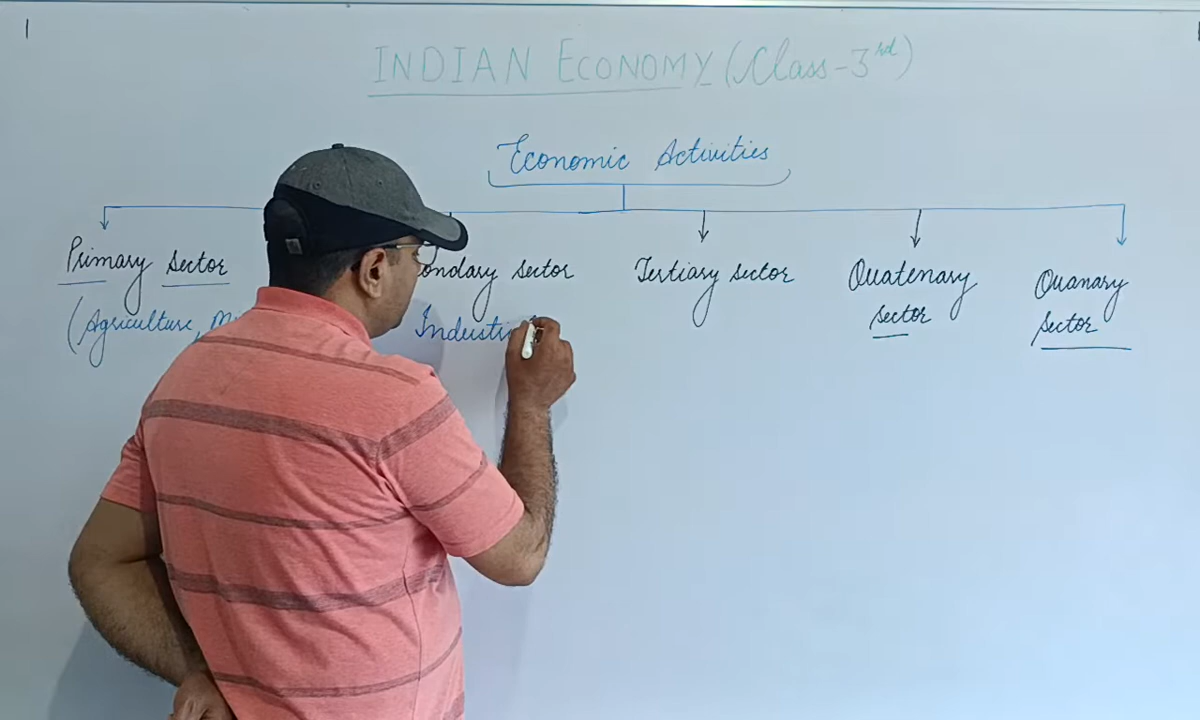 INDIAN ECONOMY (Class-3rd)
Economic Activities
Primary Sector
(Agriculture,
ondary Sector
Industri
Tertiary Sector
Quatenary
Sector
Quanary
Sector